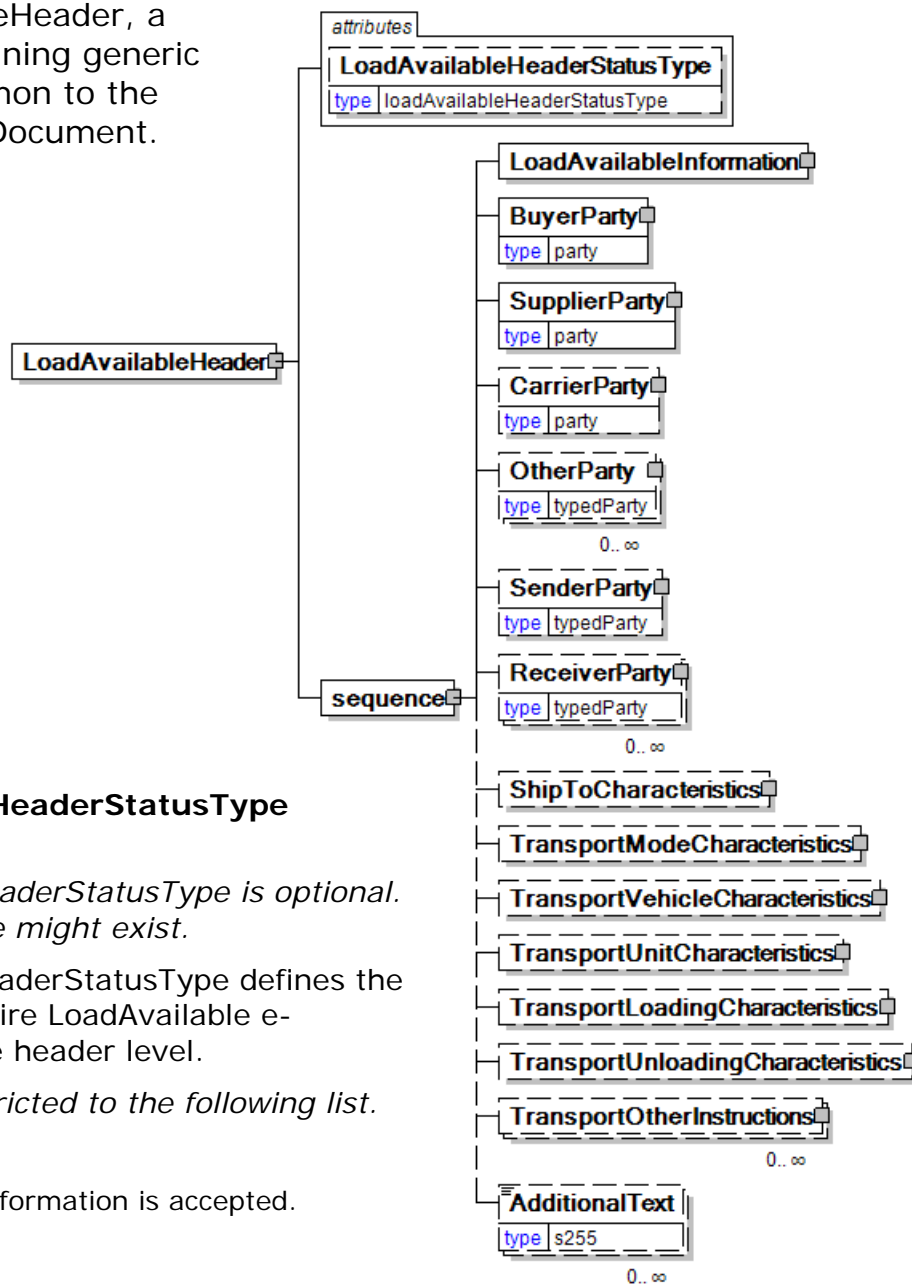 eHeader, a
ning generic
non to the
Document.
attributes
LoadAvailableHeaderStatusType
type loadAvailableHeaderStatusType
LoadAvailableHeader
sequence
LoadAvailableInformation
BuyerParty
type party
SupplierParty
type party
CarrierParty
type party
OtherParty
type typedParty
0.. ∞
SenderParty
type typedParty
ReceiverParty
type typedParty
0.. ∞
ShipToCharacteristics
TransportModeCharacteristics
TransportVehicleCharacteristics
TransportUnitCharacteristics
TransportLoadingCharacteristics
TransportUnloadingCharacteristics
TransportOtherInstructions
0.. ∞
AdditionalText
type s255
0.. ∞
HeaderStatusType
eaderStatusType is optional.
e might exist.
eaderStatusType defines the
ire LoadAvailable e-
e header level.
ricted to the following list.
formation is accepted.